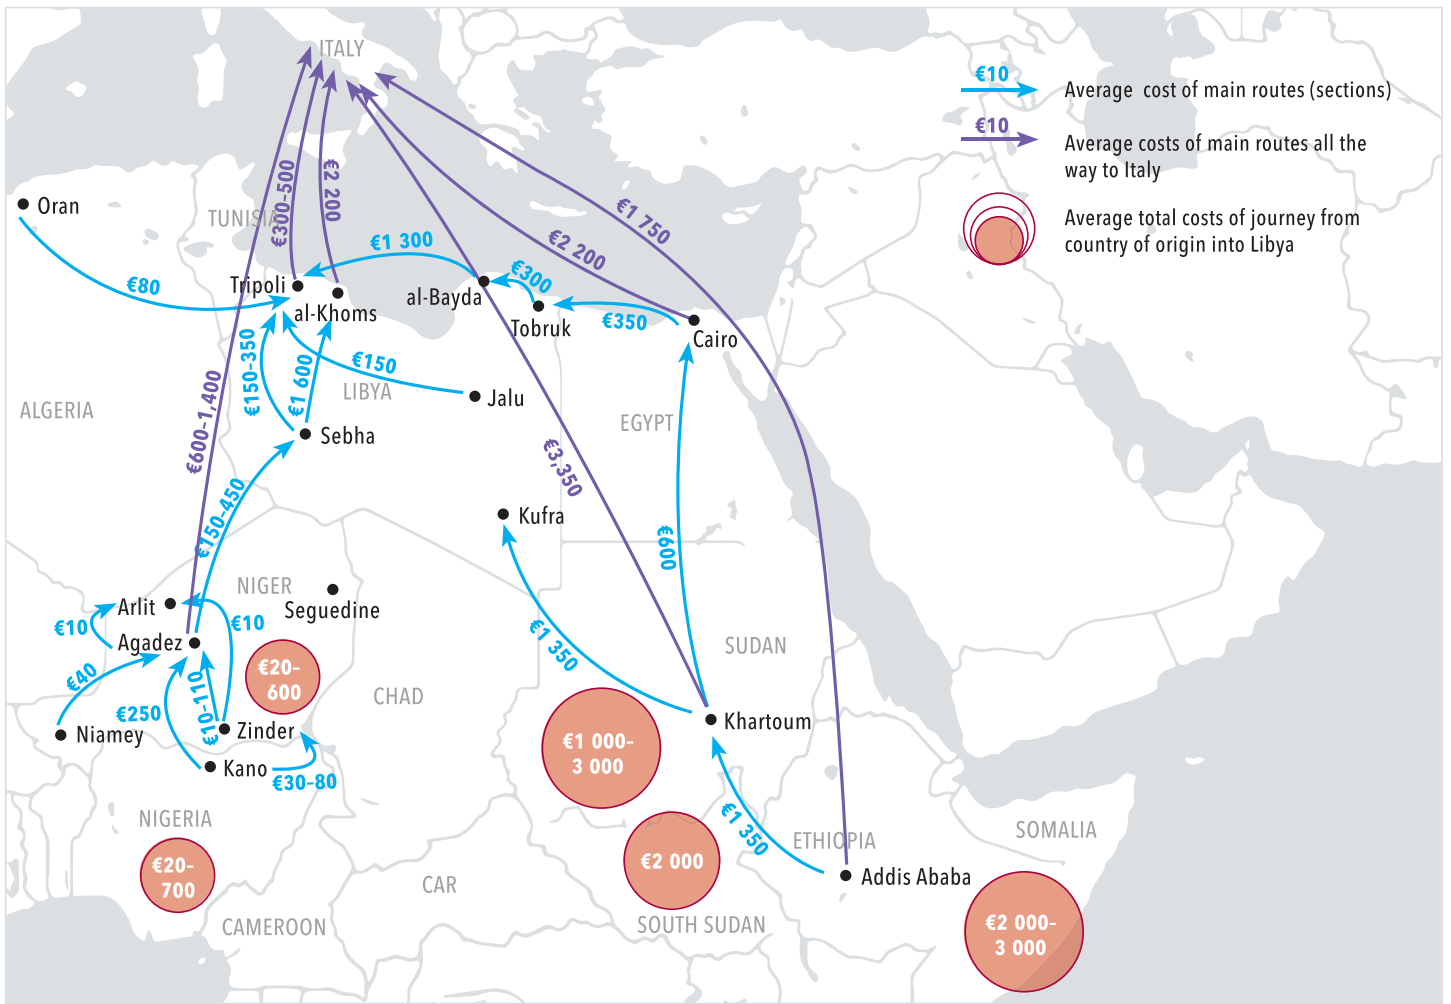 ITALY
€10
Average cost of main routes (sections)
€10
Average costs of main routes all the
way to Italy
Average total costs of journey from
country of origin into Libya
Oran
TUNISIA
€300–500
€2 200
€1 750
€2 200
€1 300
€300
€80
Tripoli
al-Khoms
al-Bayda
Tobruk
€350
Cairo
€150–350
€1 600
€150
LIBYA
Jalu
ALGERIA
€600–1,400
EGYPT
Sebha
€3,350
€150–450
Kufra
€600
NIGER
Seguedine
Arlit
€10
Agadez
€10
€40
€20–
600
€1 350
SUDAN
CHAD
€250
€10–110
Niamey
Zinder
Khartoum
Kano
€30–80
€1 000–
3 000
NIGERIA
€1 350
ETHIOPIA
SOMALIA
€20–
700
€2 000
CAR
Addis Ababa
CAMEROON
SOUTH SUDAN
€2 000–
3 000